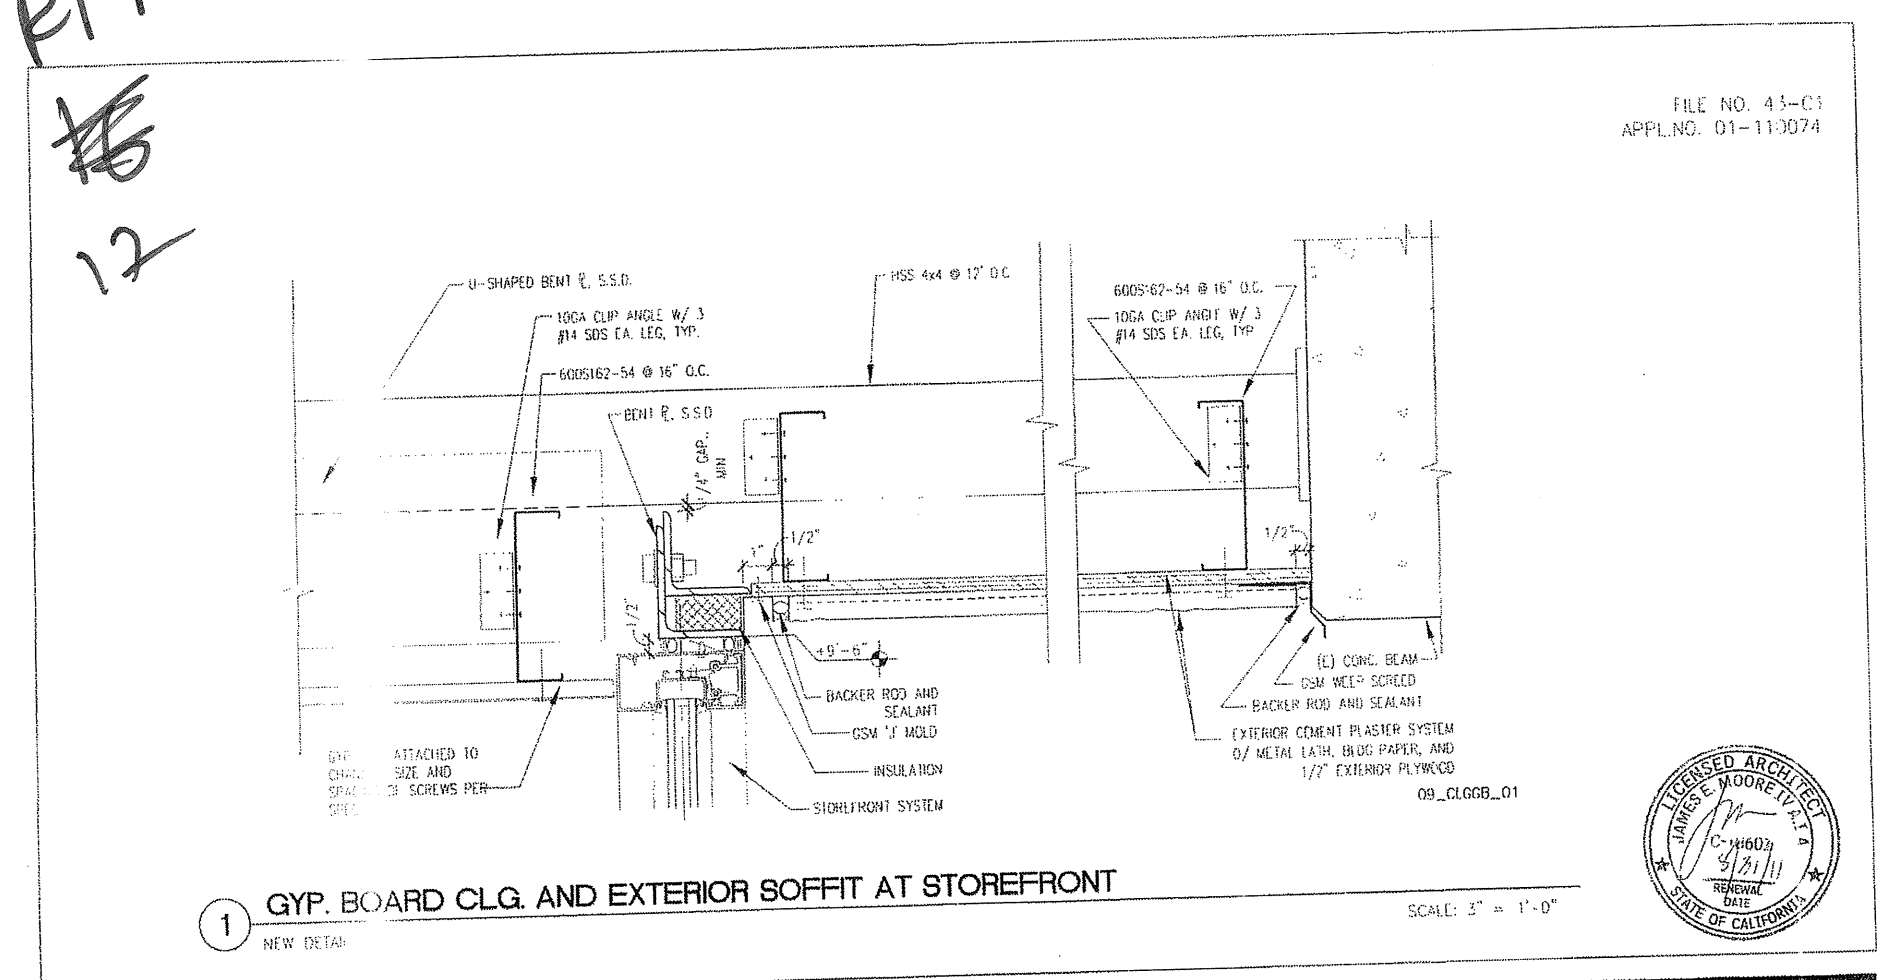 12
FILE NO. 43-C1
APPL.NO. 01-110074
U-SHAPED BENT PL, S.S.D.
10GA CLIP ANGLE W/ 3
#14 SDS EA. LEG, TYP.
600S162-54 @ 16" O.C.
BENT PL, S.S.D
1/4" GAP,
MIN
HSS 4x4 @ 12' O.C
600S162-54 @ 16" O.C.
10GA CLIP ANGLE W/ 3
#14 SDS EA. LEG, TYP
1"
1/2"
1/2"
1/2"
+9'-6"
BACKER ROD AND
SEALANT
GSM 'J' MOLD
INSULATION
STOREFRONT SYSTEM
(E) CONC. BEAM
GSM WEEP SCREED
BACKER ROD AND SEALANT
EXTERIOR CEMENT PLASTER SYSTEM
O/ METAL LATH, BLDG PAPER, AND
1/2" EXTERIOR PLYWOOD
09_CLGGB_01
ATTACHED TO
SIZE AND
OF SCREWS PER
1
GYP. BOARD CLG. AND EXTERIOR SOFFIT AT STOREFRONT
NEW DETAIL
SCALE: 3" = 1'-0"
LICENSED ARCHITECT
JAMES E. MOORE IV A.I.A
8/31/11
RENEWAL
DATE
STATE OF CALIFORNIA